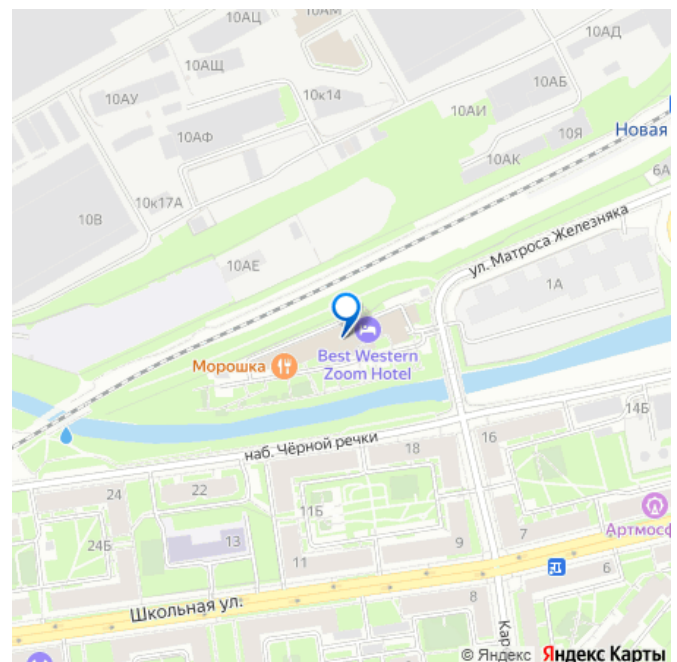 10АЦ
10АМ
10АД
10АЩ
10АУ
10к14
10АБ
10АИ
10Я
Новая
10АФ
10АК
6А
10к17А
10В
ул. Матроса Железняка
10АЕ
1А
Морошка
Best Western
Zoom Hotel
14Б
наб. Чёрной речки
18
16
24
22
11Б
Артмосф
24Б
13
9
7
11
6
Школьная ул.
8
Кар
© Яндекс Яндекс Карты